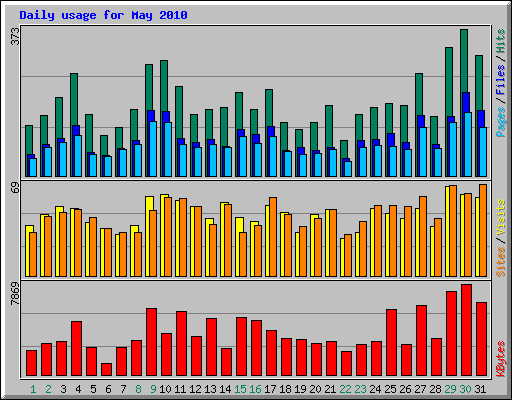 Daily usage for May 2010
373
Pages / Files / Hits
69
Sites / Visits
7869
KBytes
1 2 3 4 5 6 7 8 9 10 11 12 13 14 15 16 17 18 19 20 21 22 23 24 25 26 27 28 29 30 31